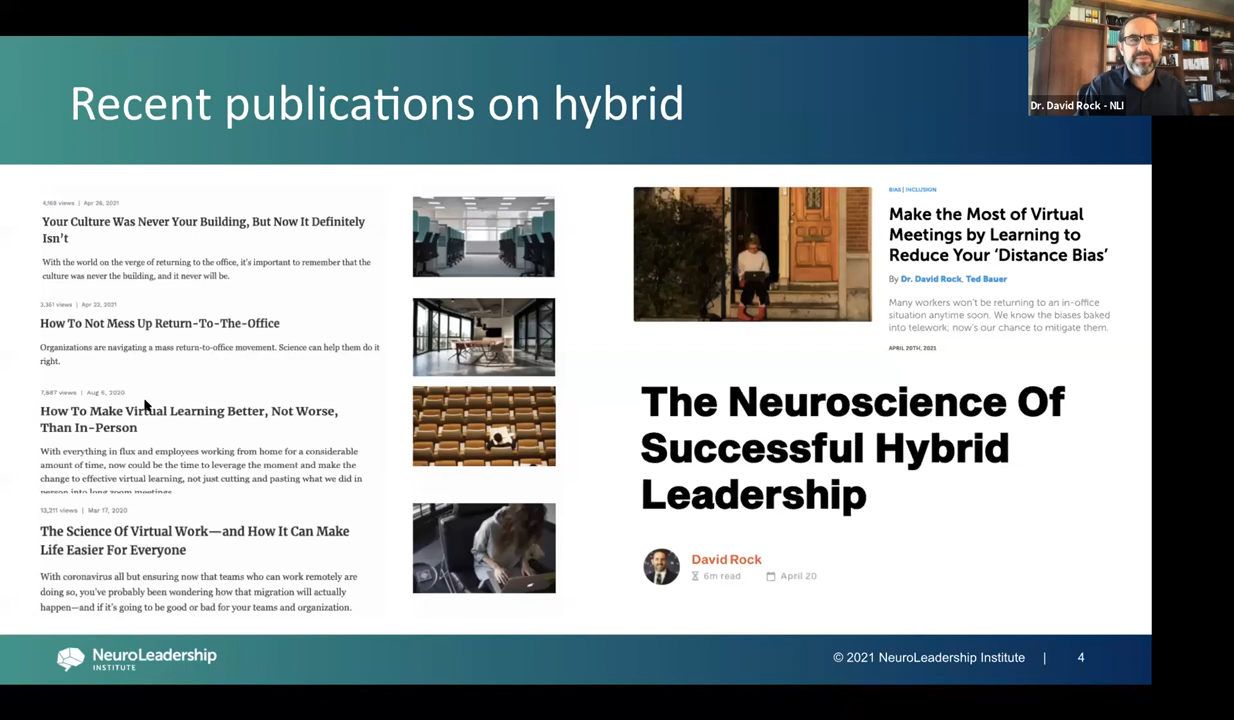 Recent publications on hybrid
Dr. David Rock - NLI
4,168 views | Apr 26, 2021
Your Culture Was Never Your Building, But Now It Definitely
Isn't
With the world on the verge of returning to the office, it's important to remember that the
culture was never the building, and it never will be.
3,351 views | Apr 22, 2021
How To Not Mess Up Return-To-The-Office
Organizations are navigating a mass return-to-office movement. Science can help them do it
right.
7,867 views | Aug 6, 2020
How To Make Virtual Learning Better, Not Worse,
Than In-Person
With everything in flux and employees working from home for a considerable
amount of time, now could be the time to leverage the moment and make the
change to effective virtual learning, not just cutting and pasting what we did in
person into long zoom meetings.
13,211 views | Mar 17, 2020
The Science Of Virtual Work—and How It Can Make
Life Easier For Everyone
With coronavirus all but ensuring now that teams who can work remotely are
doing so, you've probably been wondering how that migration will actually
happen—and if it's going to be good or bad for your teams and organization.
BIAS | INCLUSION
Make the Most of Virtual
Meetings by Learning to
Reduce Your 'Distance Bias'
By Dr. David Rock, Ted Bauer
Many workers won't be returning to an in-office
situation anytime soon. We know the biases baked
into telework; now's our chance to mitigate them.
APRIL 20TH, 2021
The Neuroscience Of
Successful Hybrid
Leadership
David Rock
6m read April 20
NeuroLeadership
INSTITUTE
© 2021 NeuroLeadership Institute | 4